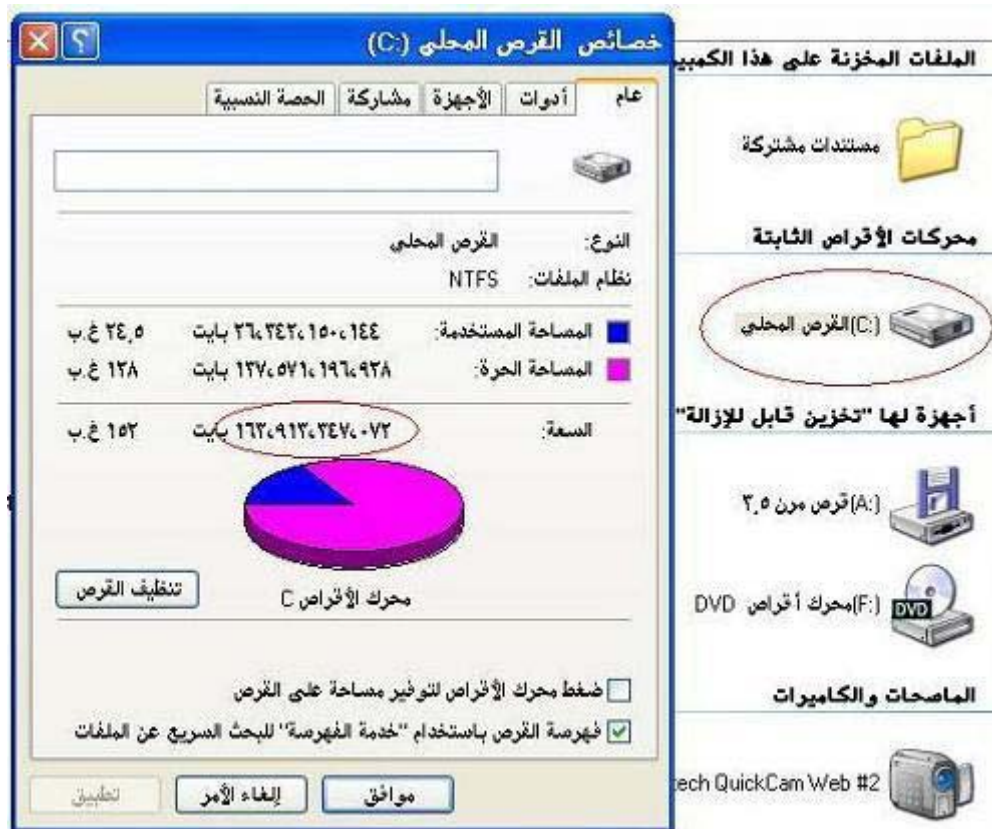 خصائص القرص المحلي (C:)
عام
أدوات
الأجهزة
مشاركة
الحصة النسبية
النوع: القرص المحلي
نظام الملفات: NTFS
المساحة المستخدمة: ٢٦،٣٤٢،١٥٠،١٤٤ بايت ٢٤,٥ غ.ب
المساحة الحرة: ١٣٧،٥٧١،١٩٦،٩٢٨ بايت ١٢٨ غ.ب
السعة: ١٦٣،٩١٣،٣٤٧،٠٧٢ بايت ١٥٢ غ.ب
محرك الأقراص C
تنظيف القرص
ضغط محرك الأقراص لتوفير مساحة على القرص
فهرسة القرص باستخدام "خدمة الفهرسة" للبحث السريع عن الملفات
موافق
إلغاء الأمر
تطبيق
الملفات المخزنة على هذا الكمبي
مستندات مشتركة
محركات الأقراص الثابتة
القرص المحلي(C:)
أجهزة لها "تخزين قابل للإزالة"
قرص مرن ٣,٥(A:)
محرك أقراص DVD(F:)
DVD
الماصحات والكاميرات
tech QuickCam Web #2